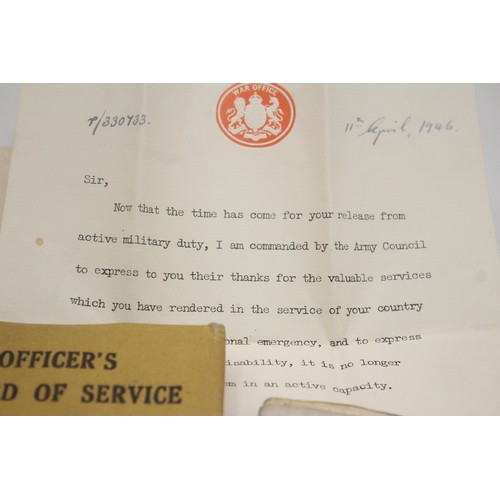 WAR OFFICE
P/330733.
11th April, 1946.
Sir,
Now that the time has come for your release from
active military duty, I am commanded by the Army Council
to express to you their thanks for the valuable services
which you have rendered in the service of your country
onal emergency, and to express
isability, it is no longer
em in an active capacity.
OFFICER'S
D OF SERVICE